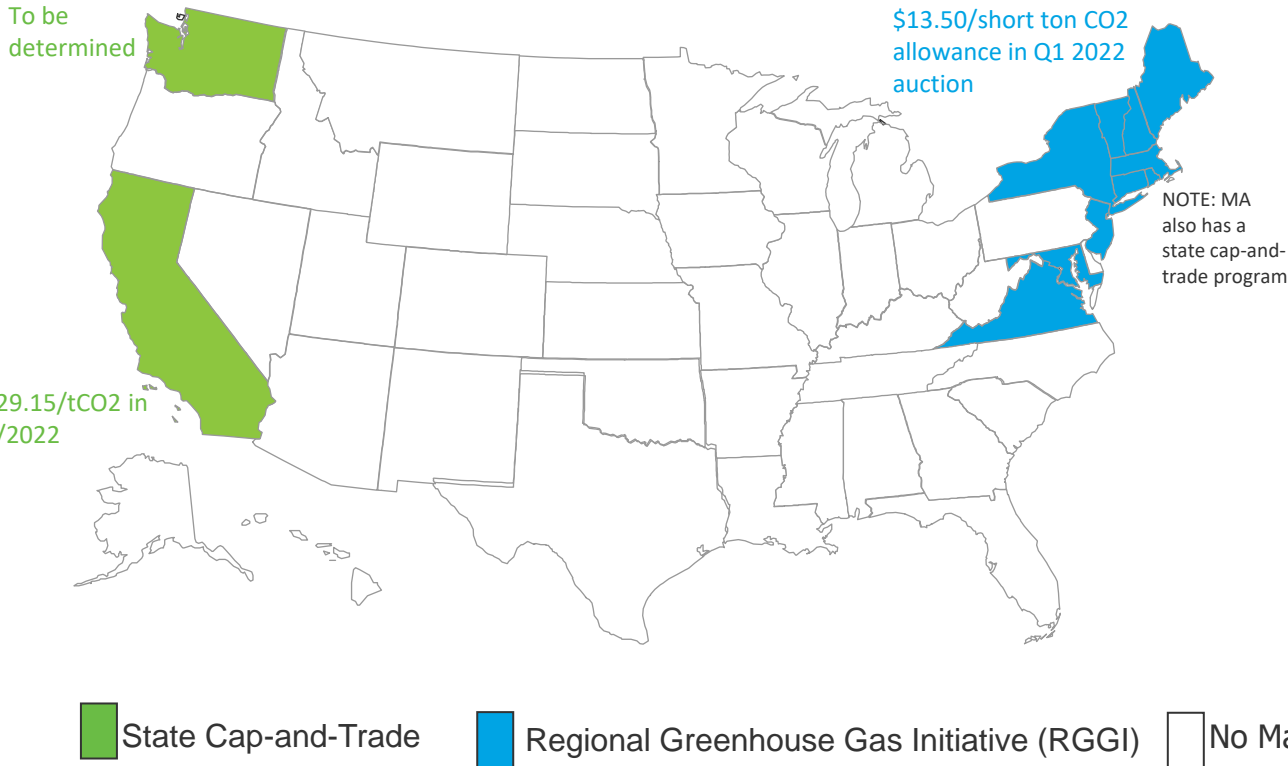 To be
determined
$13.50/short ton CO2
allowance in Q1 2022
auction
NOTE: MA
also has a
state cap-and-
trade program
29.15/tCO2 in
/2022
State Cap-and-Trade
Regional Greenhouse Gas Initiative (RGGI)
No Ma